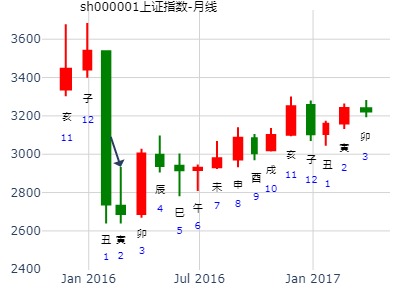 sh000001上证指数-月线
3600
3400
3200
3000
2800
2600
2400
亥
11
子
12
丑
1
寅
2
卯
3
辰
4
巳
5
午
6
未
7
申
8
酉
9
戌
10
亥
11
子
12
丑
1
寅
2
卯
3
Jan 2016
Jul 2016
Jan 2017